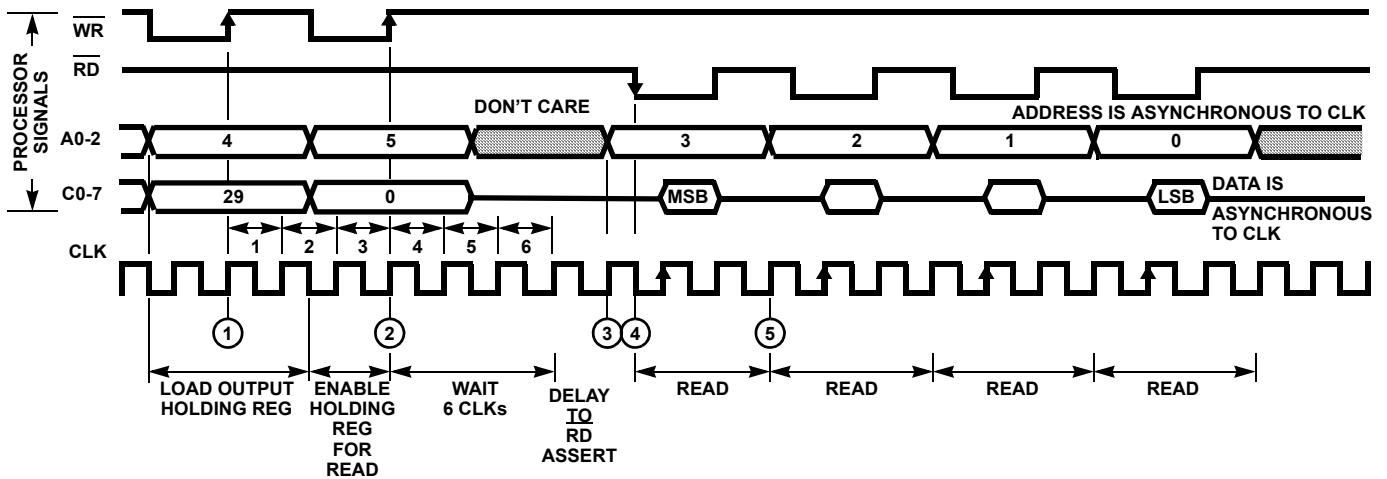 PROCESSOR
SIGNALS
WR
RD
DON'T CARE
ADDRESS IS ASYNCHRONOUS TO CLK
A0-2
4
5
3
2
1
0
C0-7
29
0
MSB
LSB
DATA IS
ASYNCHRONOUS
TO CLK
1
2
3
4
5
6
CLK
1
2
3
4
5
LOAD OUTPUT
HOLDING REG
ENABLE
HOLDING
REG
FOR
READ
WAIT
6 CLKs
DELAY
TO
RD
ASSERT
READ
READ
READ
READ